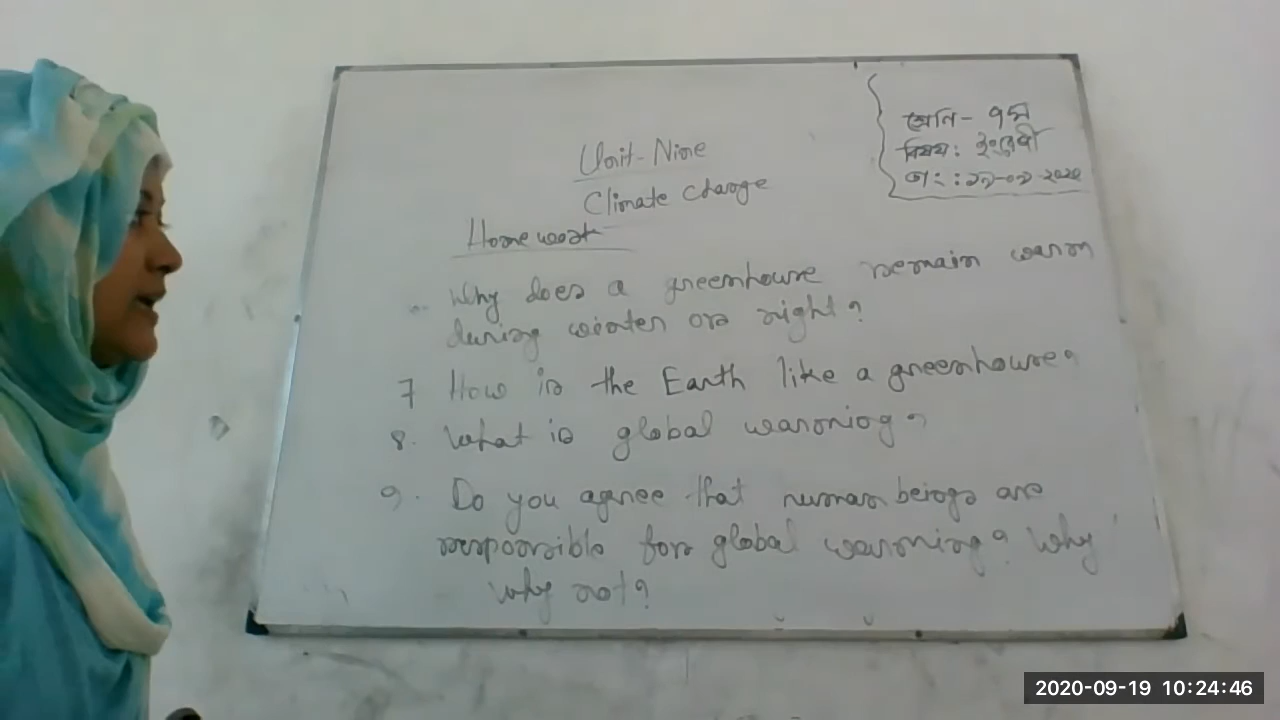 শ্রেণি - ৭ম
বিষয় : ইংরেজী
তাং : ১৯-০৯-২০২০
Unit-Nine
Climate change
Home work
Why does a greenhouse remain warm
during winter or night?
7 How is the Earth like a greenhouse?
8. What is global warming?
9. Do you agree that human beings are
responsible for global warming? Why
why not?
2020-09-19 10:24:46